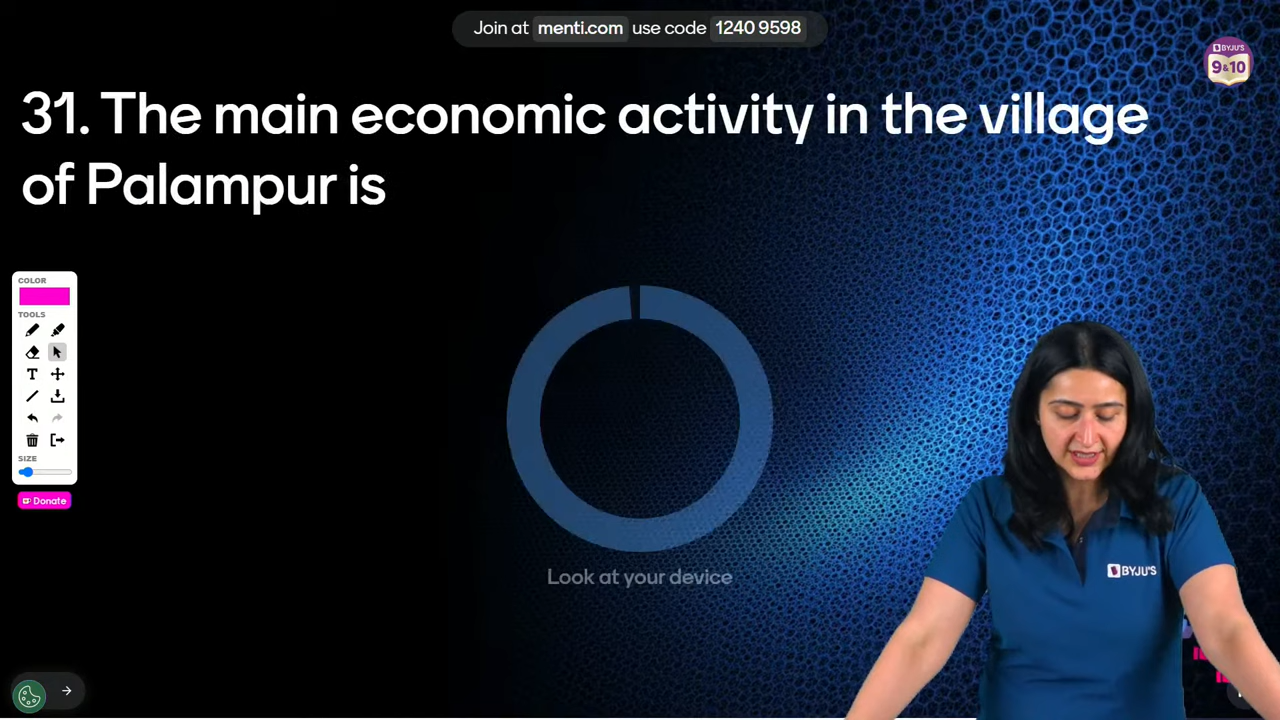 Join at menti.com use code 1240 9598
BYJU'S
9&10
31. The main economic activity in the village
of Palampur is
COLOR
TOOLS
T
SIZE
Donate
Look at your device
BYJU'S